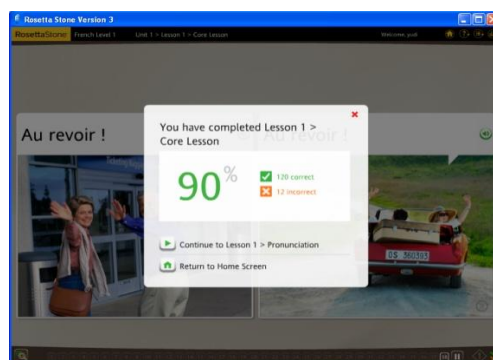 Rosetta Stone Version 3
RosettaStone French Level 1 Unit 1 > Lesson 1 > Core Lesson Welcome,
Au revoir !
You have completed Lesson 1 >
Core Lesson
90%
120 correct
12 incorrect
Continue to Lesson 1 > Pronunciation
Return to Home Screen